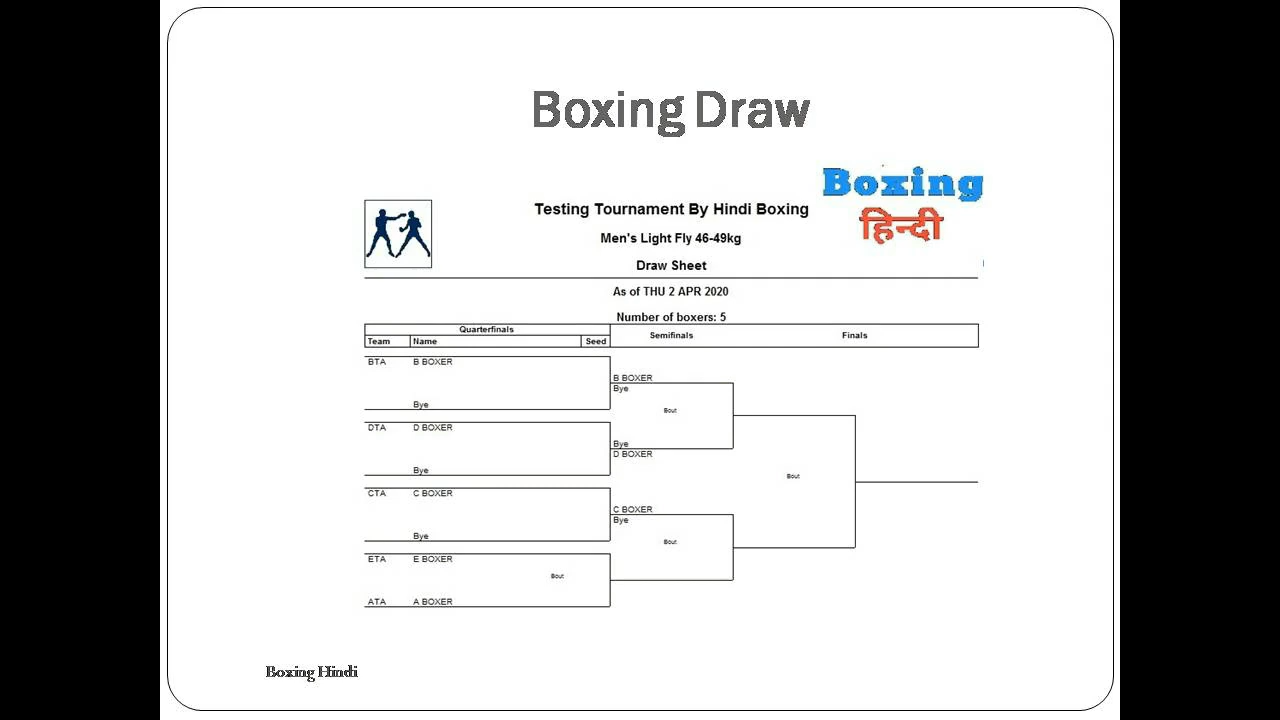 Boxing Draw
Boxing
हिन्दी
Testing Tournament By Hindi Boxing
Men's Light Fly 46-49kg
Draw Sheet
As of THU 2 APR 2020
Number of boxers: 5
Quarterfinals
Semifinals Finals
Team Name Seed
BTA B BOXER
B BOXER
Bye
Bye
Bout
DTA D BOXER
Bye
D BOXER
Bye
Bout
CTA C BOXER
C BOXER
Bye
Bye
Bout
ETA E BOXER
Bout
ATA A BOXER
Boxing Hindi